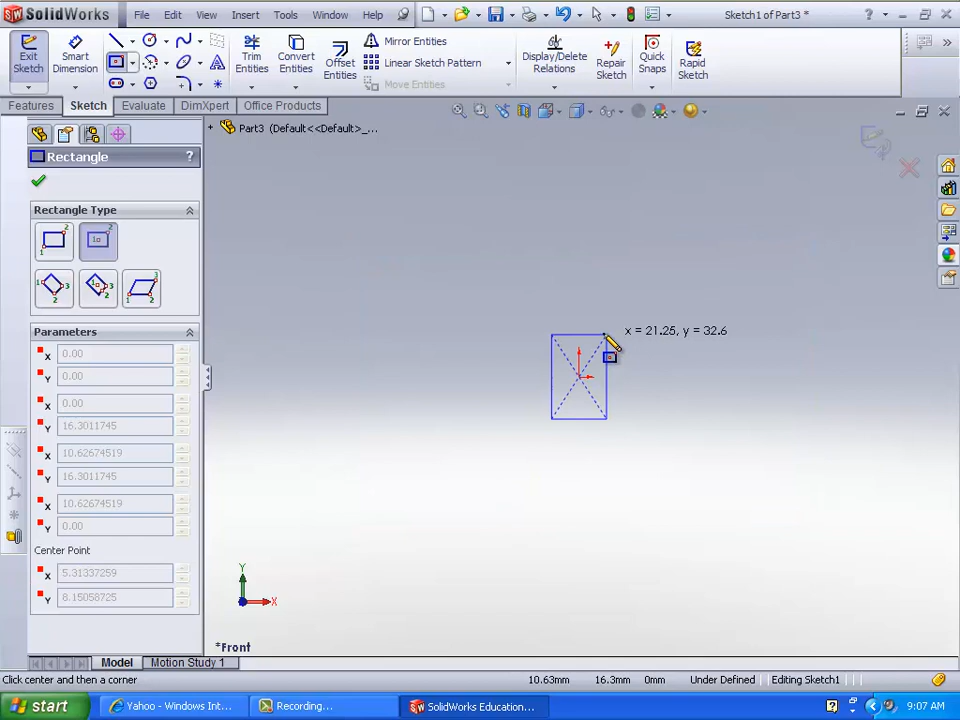 SolidWorks
File Edit View Insert Tools Window Help
Sketch1 of Part3 *
Exit Sketch
Smart Dimension
Trim Entities
Convert Entities
Offset Entities
Mirror Entities
Linear Sketch Pattern
Move Entities
Display/Delete Relations
Repair Sketch
Quick Snaps
Rapid Sketch
Features Sketch Evaluate DimXpert Office Products
Part3 (Default<<Default>_...
Rectangle ?
Rectangle Type
Parameters
X 0.00
Y 0.00
X 0.00
Y 16.3011745
X 10.62674519
Y 16.3011745
X 10.62674519
Y 0.00
Center Point
X 5.31337259
Y 8.15058725
x = 21.25, y = 32.6
Y
X
*Front
Model Motion Study 1
Click center and then a corner 10.63mm 16.3mm 0mm Under Defined Editing Sketch1
start Yahoo - Windows Int... Recording... SolidWorks Education... 9:07 AM